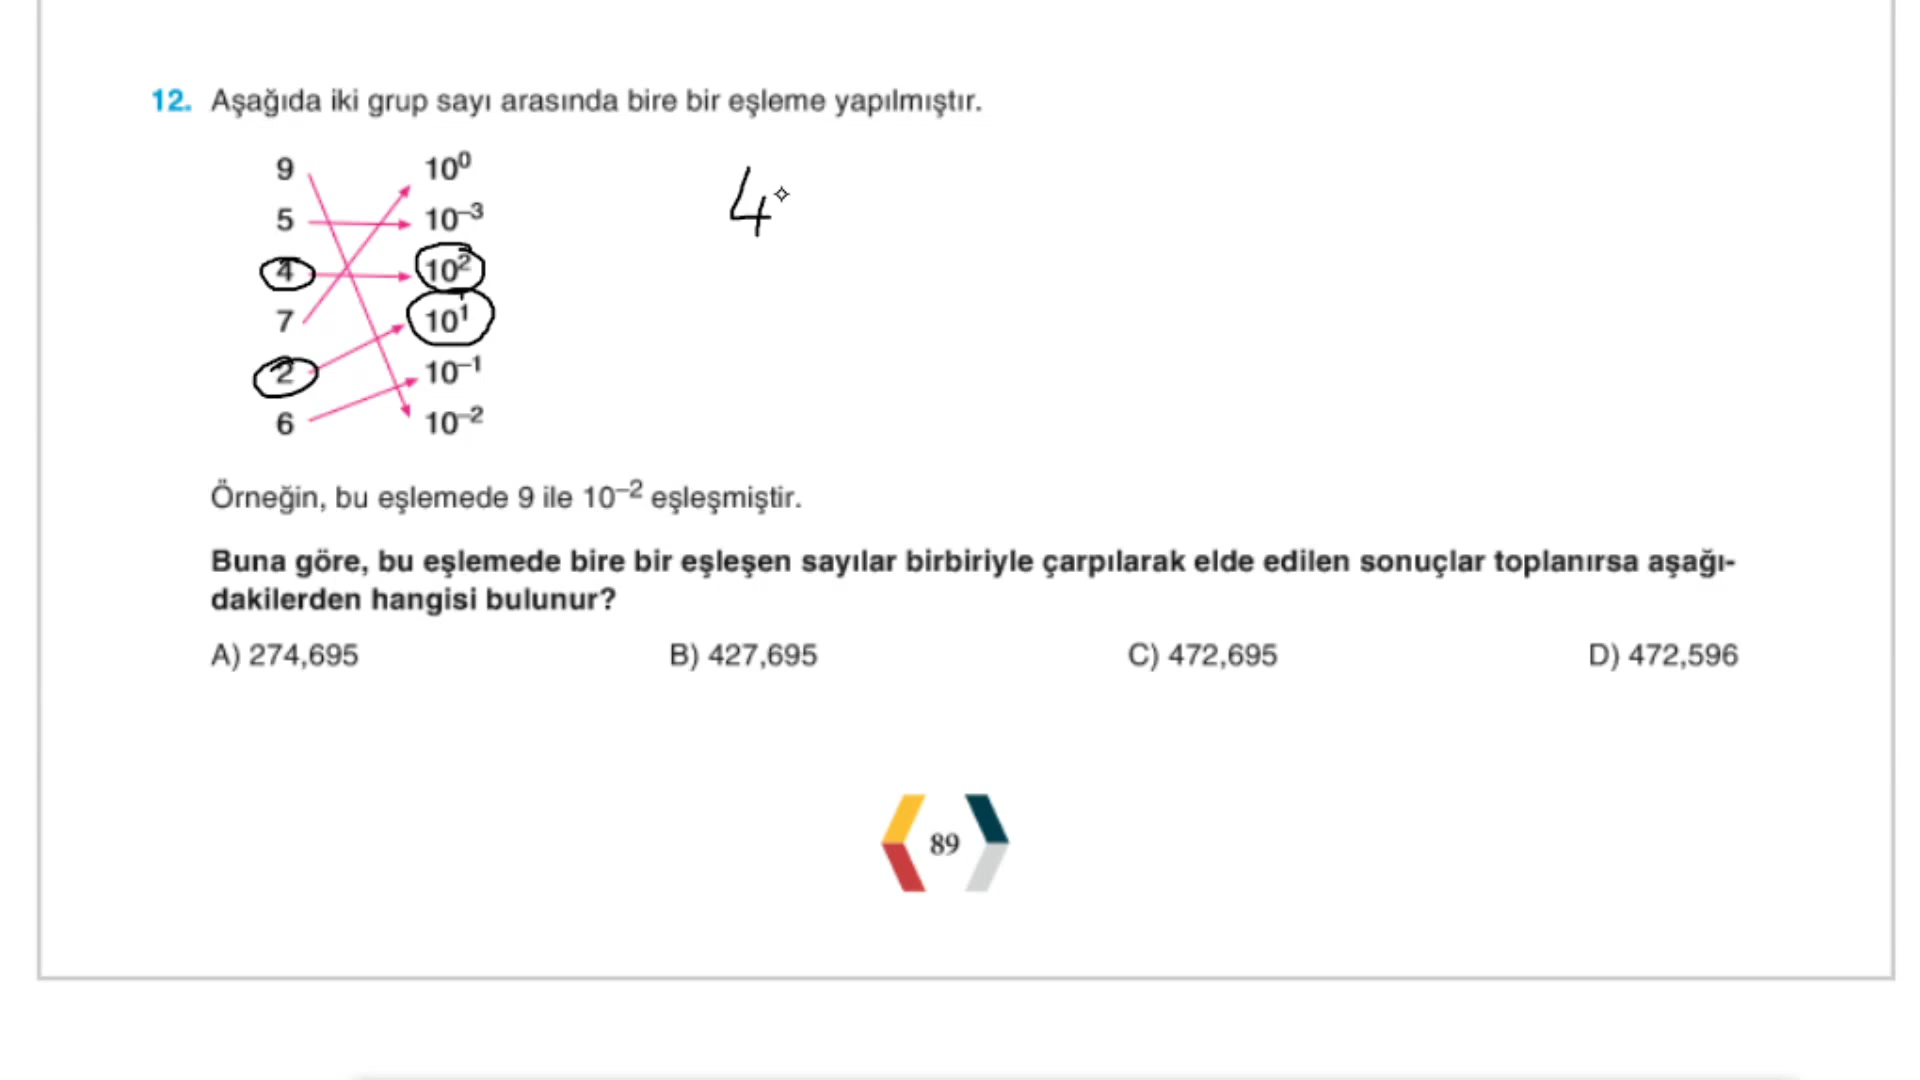 12. Aşağıda iki grup sayı arasında bire bir eşleme yapılmıştır.
9 10⁰
5 10⁻³
4 10²
7 10¹
2 10⁻¹
6 10⁻²
4
Örneğin, bu eşlemede 9 ile 10⁻² eşleşmiştir.
Buna göre, bu eşlemede bire bir eşleşen sayılar birbiriyle çarpılarak elde edilen sonuçlar toplanırsa aşağı-
dakilerden hangisi bulunur?
A) 274,695 B) 427,695 C) 472,695 D) 472,596
89